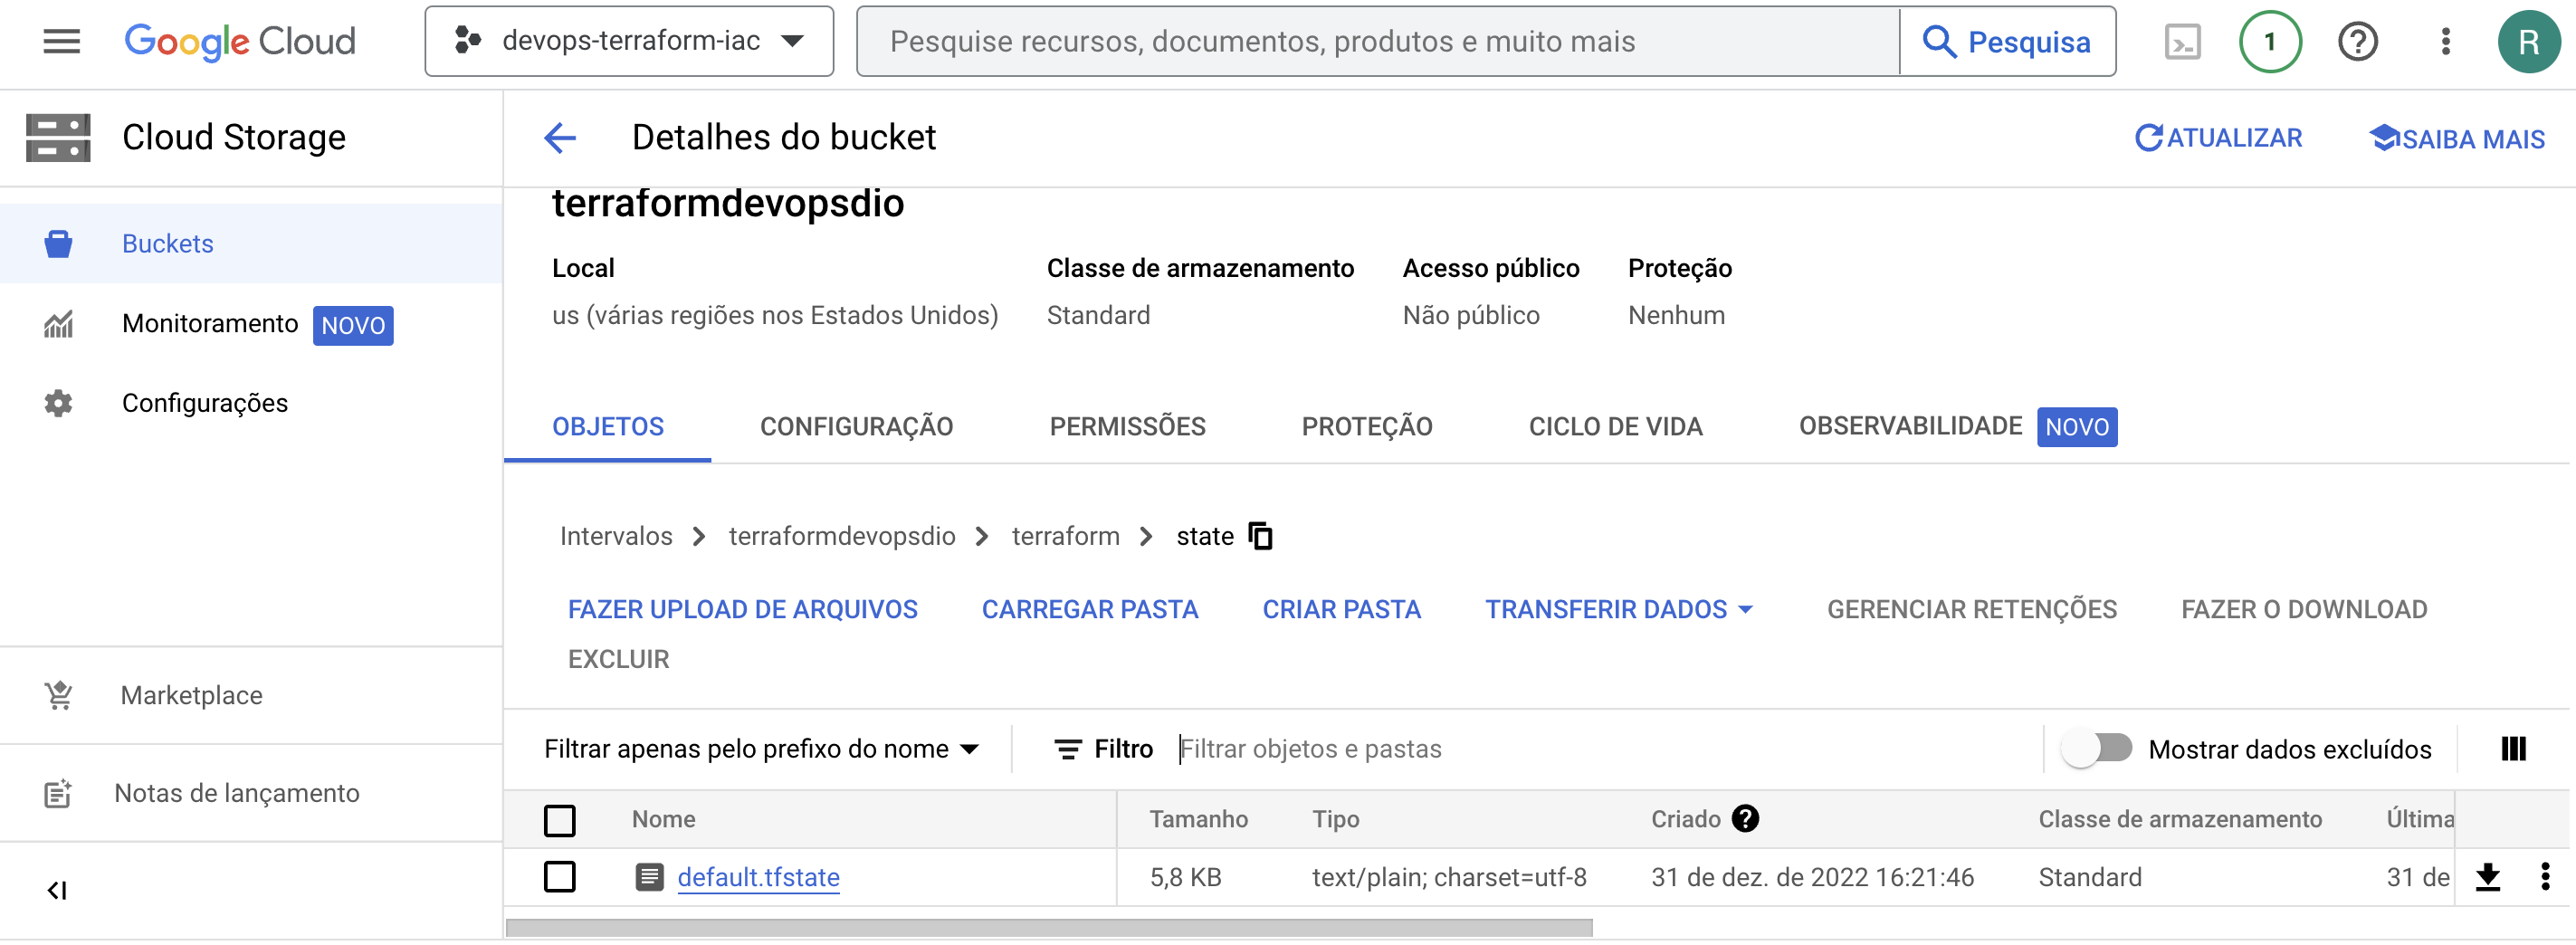 Google Cloud
devops-terraform-iac
Pesquise recursos, documentos, produtos e muito mais
Pesquisa
1
R
Cloud Storage
Detalhes do bucket
ATUALIZAR
SAIBA MAIS
Buckets
Monitoramento NOVO
Configurações
Marketplace
Notas de lançamento
terraformdevopsdio
Local Classe de armazenamento Acesso público Proteção
us (várias regiões nos Estados Unidos) Standard Não público Nenhum
OBJETOS CONFIGURAÇÃO PERMISSÕES PROTEÇÃO CICLO DE VIDA OBSERVABILIDADE NOVO
Intervalos terraformdevopsdio terraform state
FAZER UPLOAD DE ARQUIVOS CARREGAR PASTA CRIAR PASTA TRANSFERIR DADOS GERENCIAR RETENÇÕES FAZER O DOWNLOAD
EXCLUIR
Filtrar apenas pelo prefixo do nome Filtro Filtrar objetos e pastas Mostrar dados excluídos
Nome Tamanho Tipo Criado Classe de armazenamento Última
default.tfstate 5,8 KB text/plain; charset=utf-8 31 de dez. de 2022 16:21:46 Standard 31 de